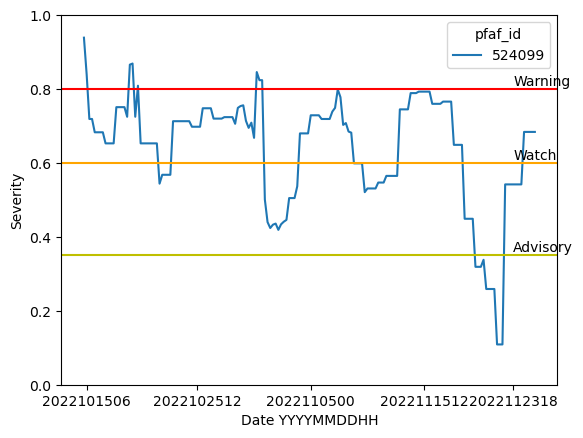 1.0
pfaf_id
524099
Warning
0.8
Watch
0.6
Severity
0.4
Advisory
0.2
0.0
2022101506 2022102512 2022110500 2022111512 2022112318
Date YYYYMMDDHH